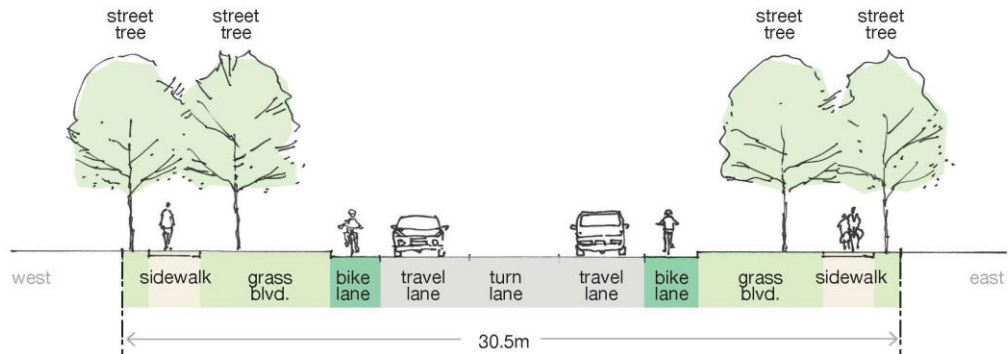 street
tree
street
tree
street
tree
street
tree
west
sidewalk
grass
blvd.
bike
lane
travel
lane
turn
lane
travel
lane
bike
lane
grass
blvd.
sidewalk
east
30.5m